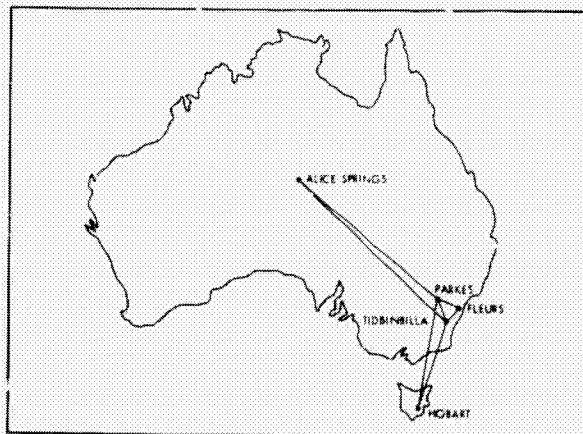 ALICE SPRINGS
PARKES
FLEURS
TIDBINBILLA
HOBART